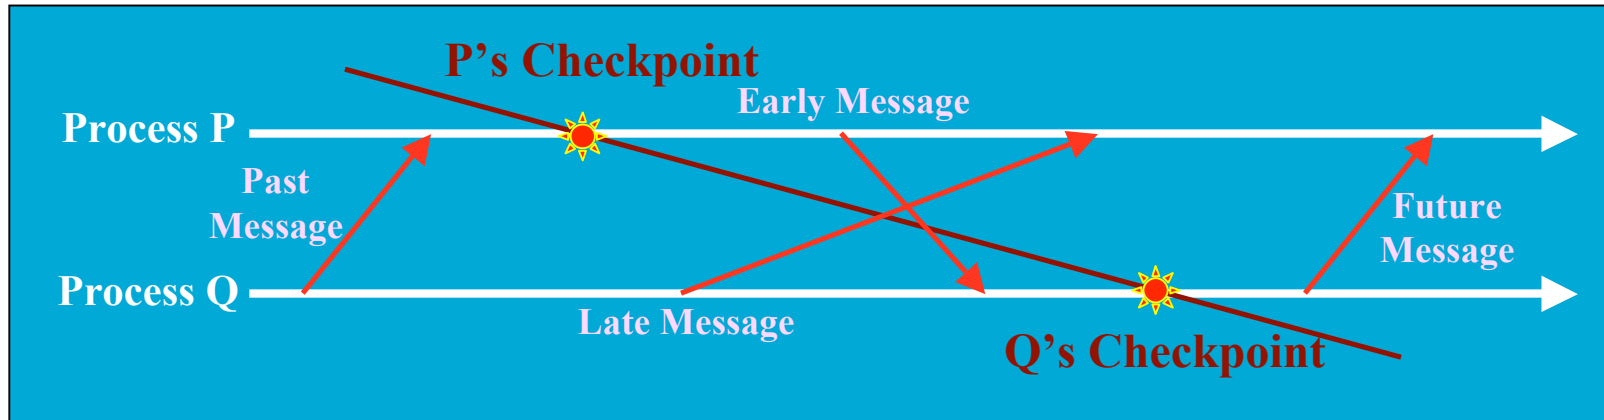 P’s Checkpoint
Early Message
Process P
Past
Message
Future
Message
Process Q
Late Message
Q’s Checkpoint